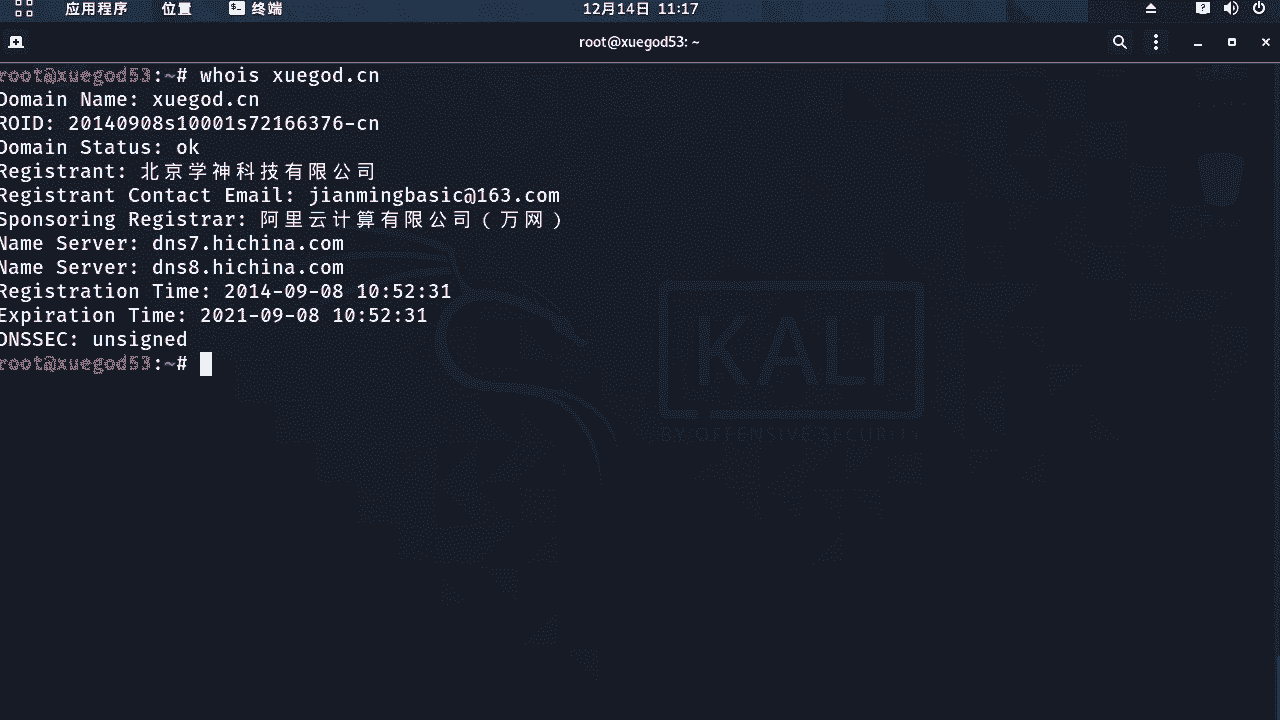 应用程序 位置 终端 12月14日 11:17
root@xuegod53: ~
root@xuegod53:~# whois xuegod.cn
Domain Name: xuegod.cn
ROID: 20140908s10001s72166376-cn
Domain Status: ok
Registrant: 北京学神科技有限公司
Registrant Contact Email: jianmingbasic@163.com
Sponsoring Registrar: 阿里云计算有限公司（万网）
Name Server: dns7.hichina.com
Name Server: dns8.hichina.com
Registration Time: 2014-09-08 10:52:31
Expiration Time: 2021-09-08 10:52:31
DNSSEC: unsigned
root@xuegod53:~#
KALI
BY OFFENSIVE SECURITY